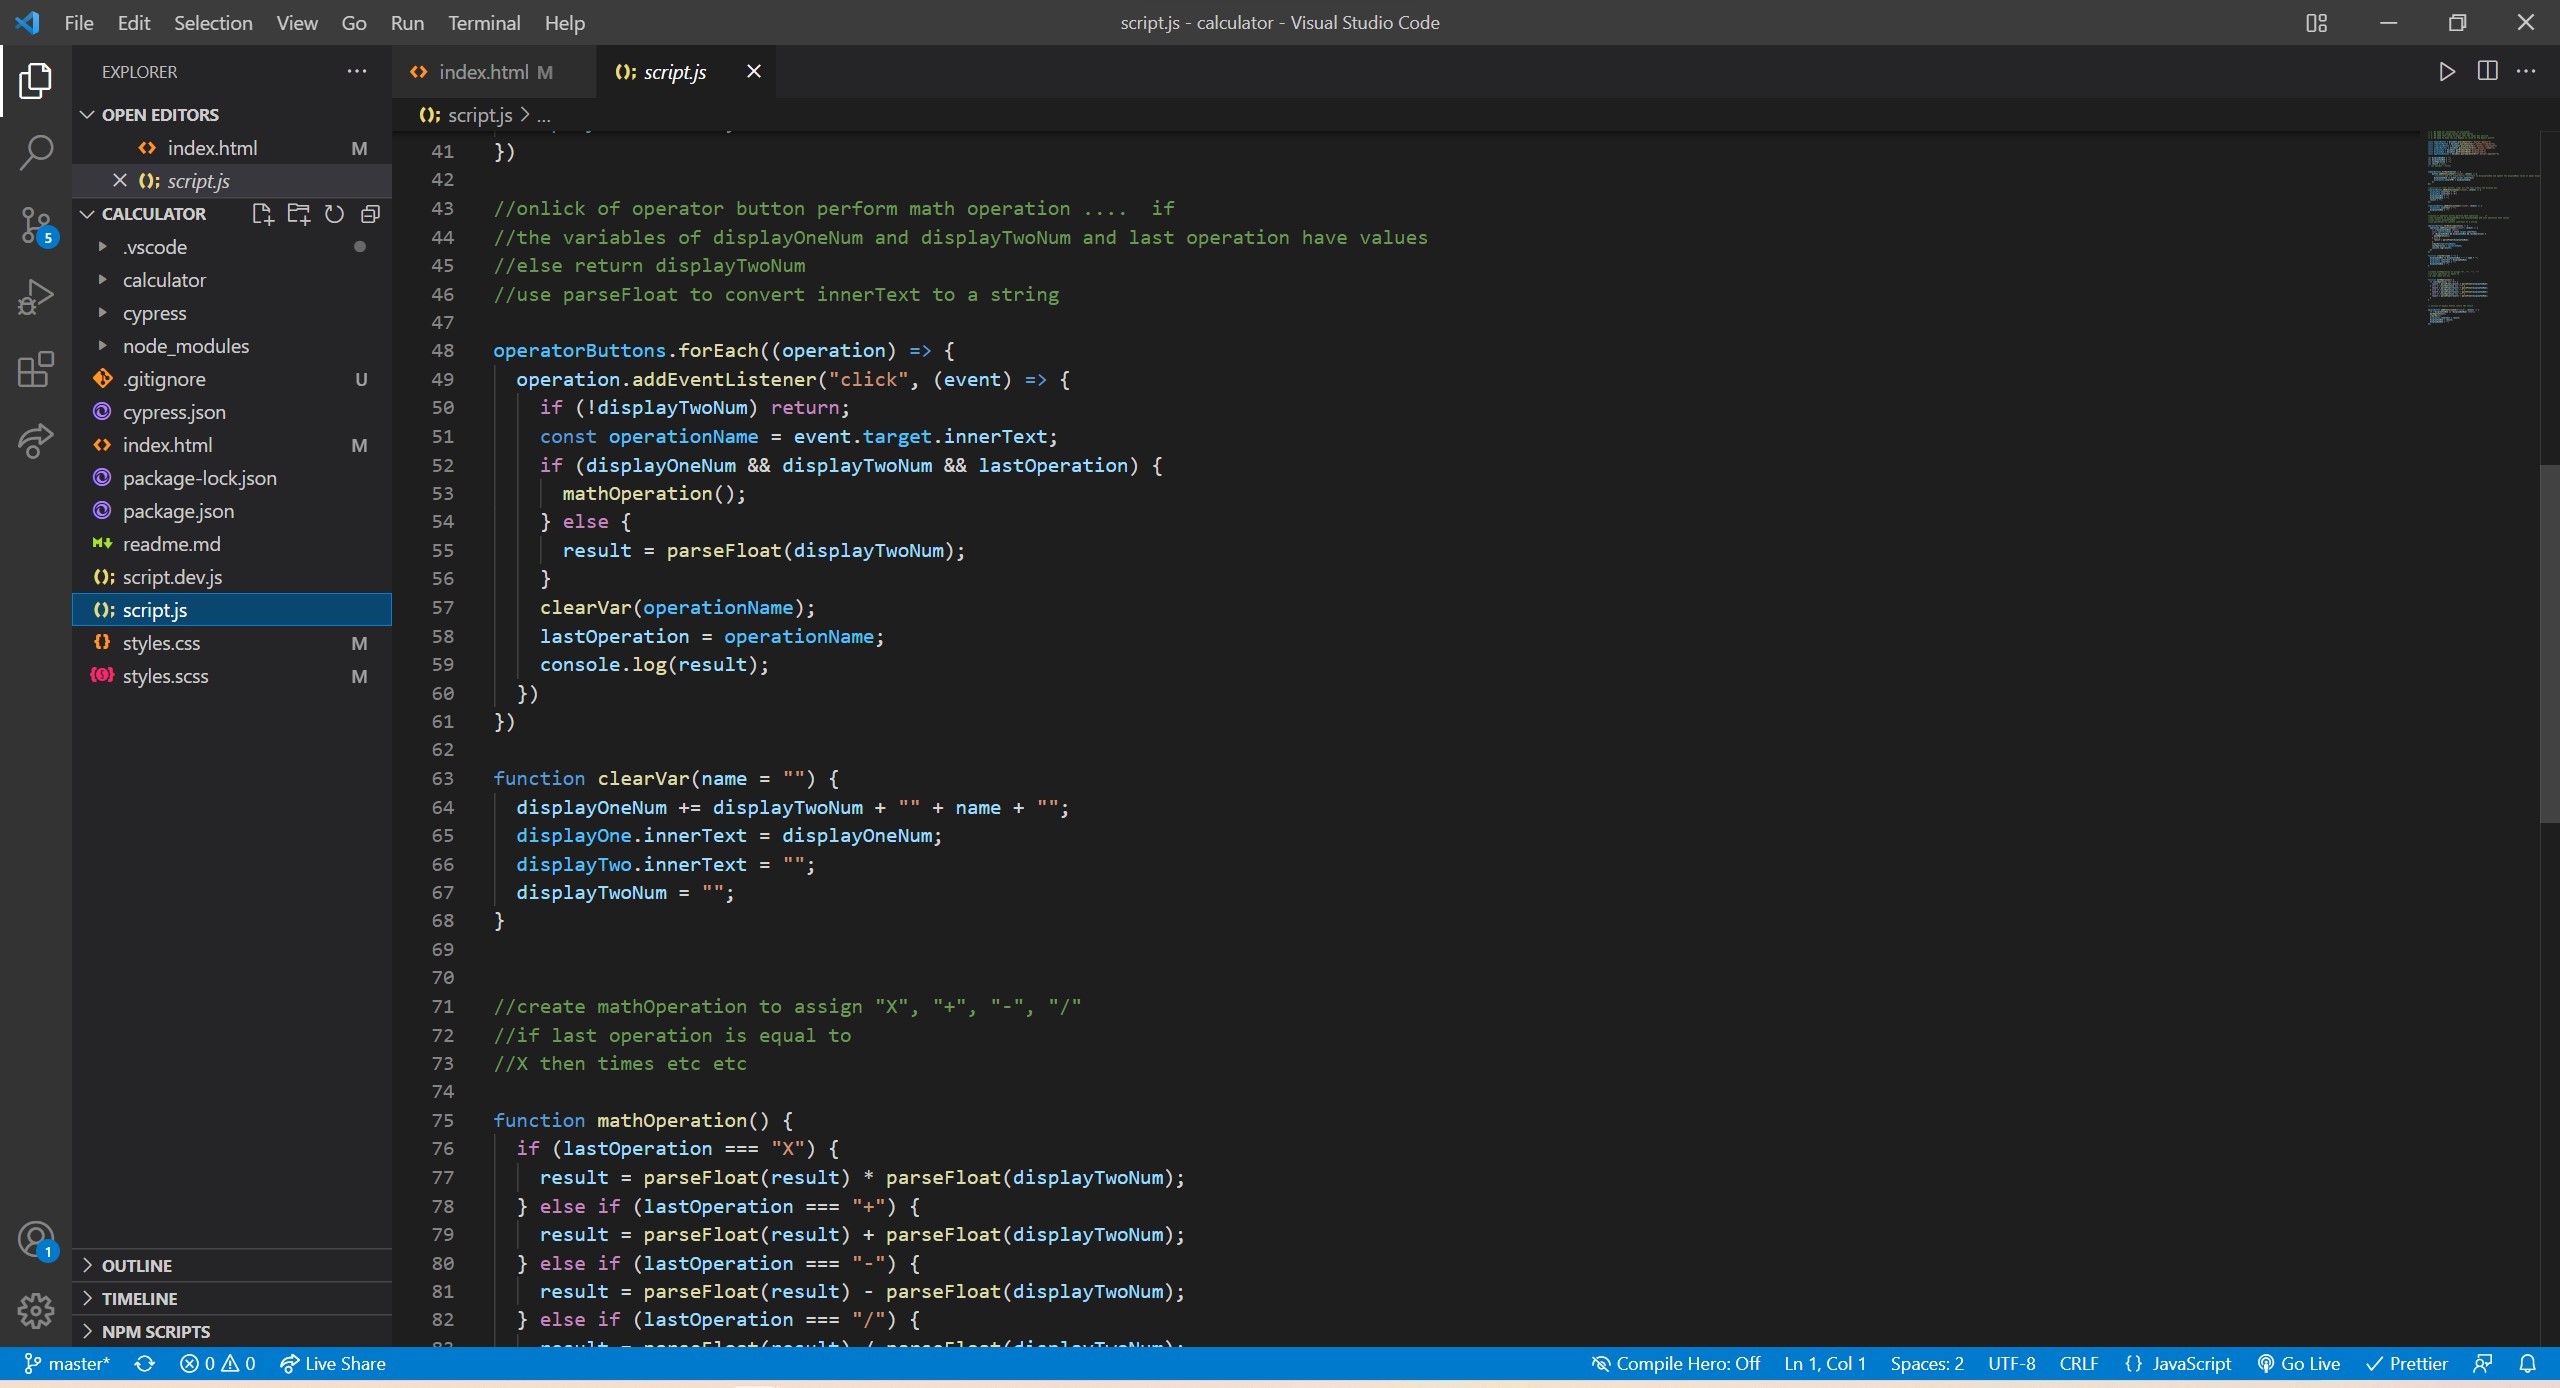 File Edit Selection View Go Run Terminal Help
script.js - calculator - Visual Studio Code
EXPLORER
OPEN EDITORS
index.html M
script.js
CALCULATOR
.vscode
calculator
cypress
node_modules
.gitignore U
cypress.json
index.html M
package-lock.json
package.json
readme.md
script.dev.js
script.js
styles.css M
styles.scss M
OUTLINE
TIMELINE
NPM SCRIPTS
5
1
index.html M
script.js
script.js > ...
41 })
42
43 //onlick of operator button perform math operation .... if
44 //the variables of displayOneNum and displayTwoNum and last operation have values
45 //else return displayTwoNum
46 //use parseFloat to convert innerText to a string
47
48 operatorButtons.forEach((operation) => {
49 operation.addEventListener("click", (event) => {
50 if (!displayTwoNum) return;
51 const operationName = event.target.innerText;
52 if (displayOneNum && displayTwoNum && lastOperation) {
53 mathOperation();
54 } else {
55 result = parseFloat(displayTwoNum);
56 }
57 clearVar(operationName);
58 lastOperation = operationName;
59 console.log(result);
60 })
61 })
62
63 function clearVar(name = "") {
64 displayOneNum += displayTwoNum + "" + name + "";
65 displayOne.innerText = displayOneNum;
66 displayTwo.innerText = "";
67 displayTwoNum = "";
68 }
69
70
71 //create mathOperation to assign "X", "+", "-", "/"
72 //if last operation is equal to
73 //X then times etc etc
74
75 function mathOperation() {
76 if (lastOperation === "X") {
77 result = parseFloat(result) * parseFloat(displayTwoNum);
78 } else if (lastOperation === "+") {
79 result = parseFloat(result) + parseFloat(displayTwoNum);
80 } else if (lastOperation === "-") {
81 result = parseFloat(result) - parseFloat(displayTwoNum);
82 } else if (lastOperation === "/") {
master* 0 0 Live Share
Compile Hero: Off Ln 1, Col 1 Spaces: 2 UTF-8 CRLF {} JavaScript Go Live Prettier